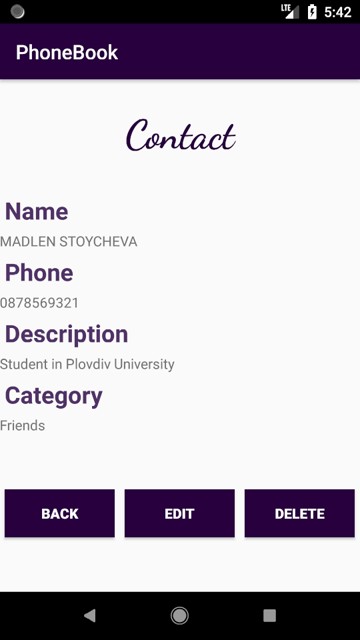 LTE 5:42
PhoneBook
Contact
Name
MADLEN STOYCHEVA
Phone
0878569321
Description
Student in Plovdiv University
Category
Friends
BACK EDIT DELETE